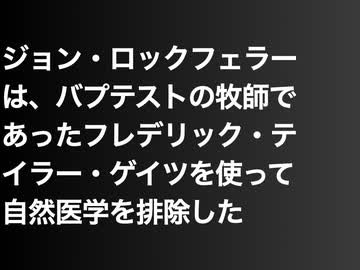 ジョン・ロックフェラー
は、バプテストの牧師で
あったフレデリック・テ
イラー・ゲイツを使って
自然医学を排除した